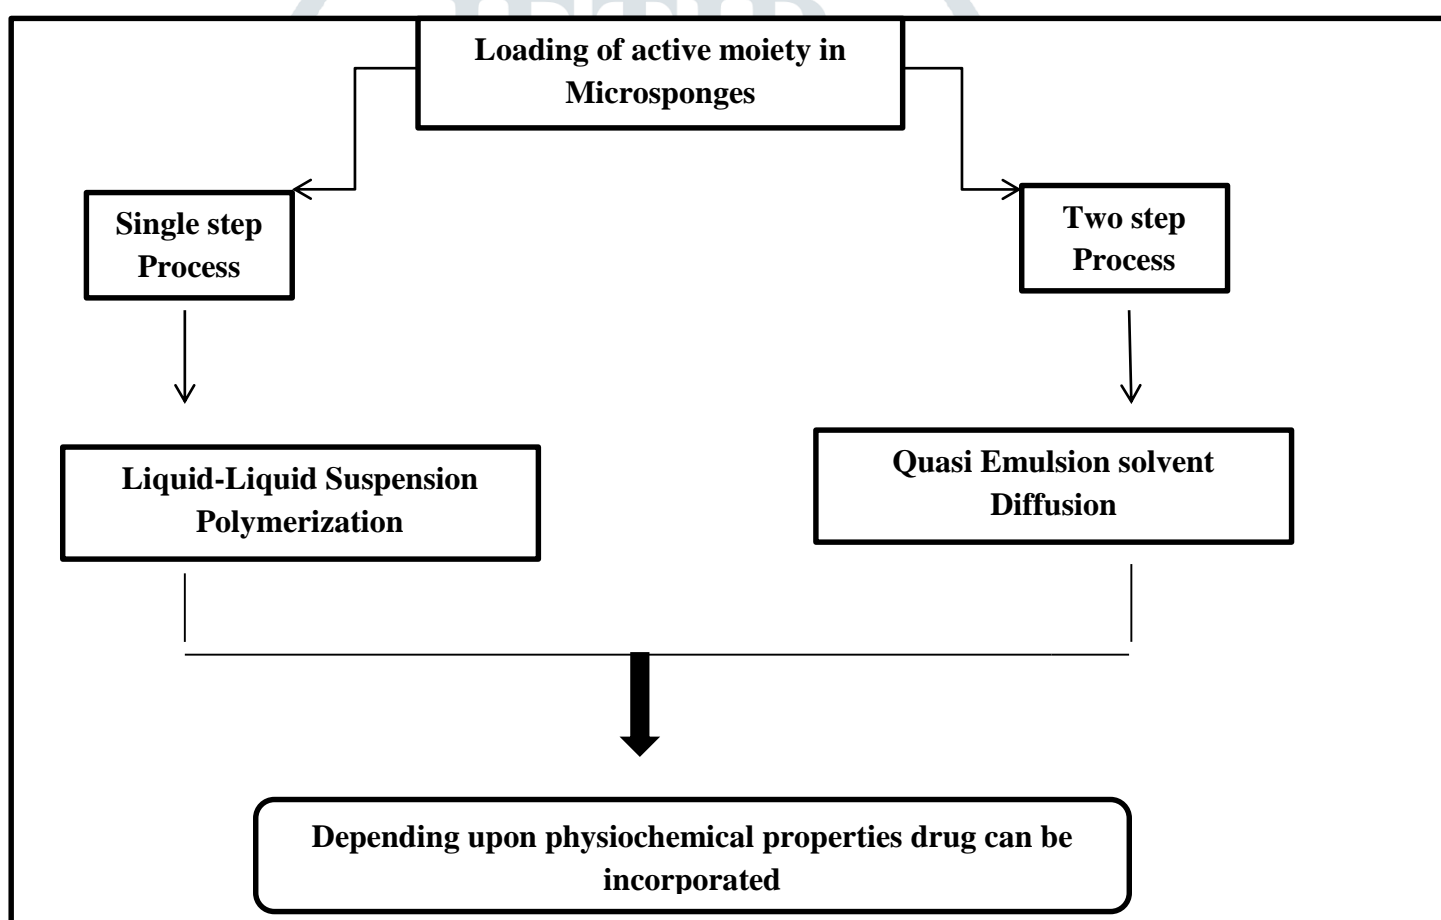 Loading of active moiety in
Microsponges
Single step
Process
Two step
Process
Liquid-Liquid Suspension
Polymerization
Quasi Emulsion solvent
Diffusion
Depending upon physiochemical properties drug can be
incorporated